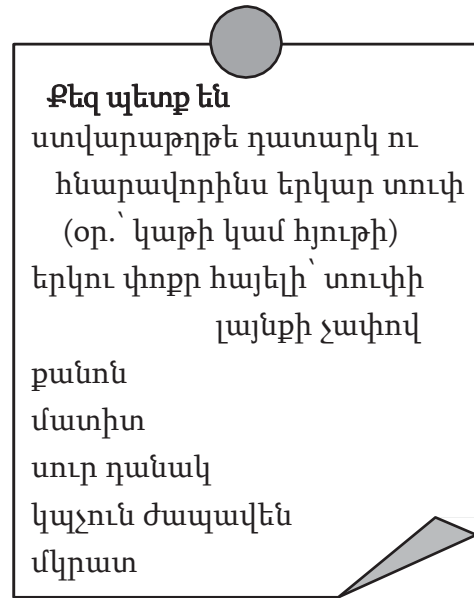 Քեզ պետք են
ստվարաթղթե դատարկ ու
հնարավորինս երկար տուփ
(օր.՝ կաթի կամ հյութի)
երկու փոքր հայելի՝ տուփի
լայնքի չափով
քանոն
մատիտ
սուր դանակ
կպչուն ժապավեն
մկրատ